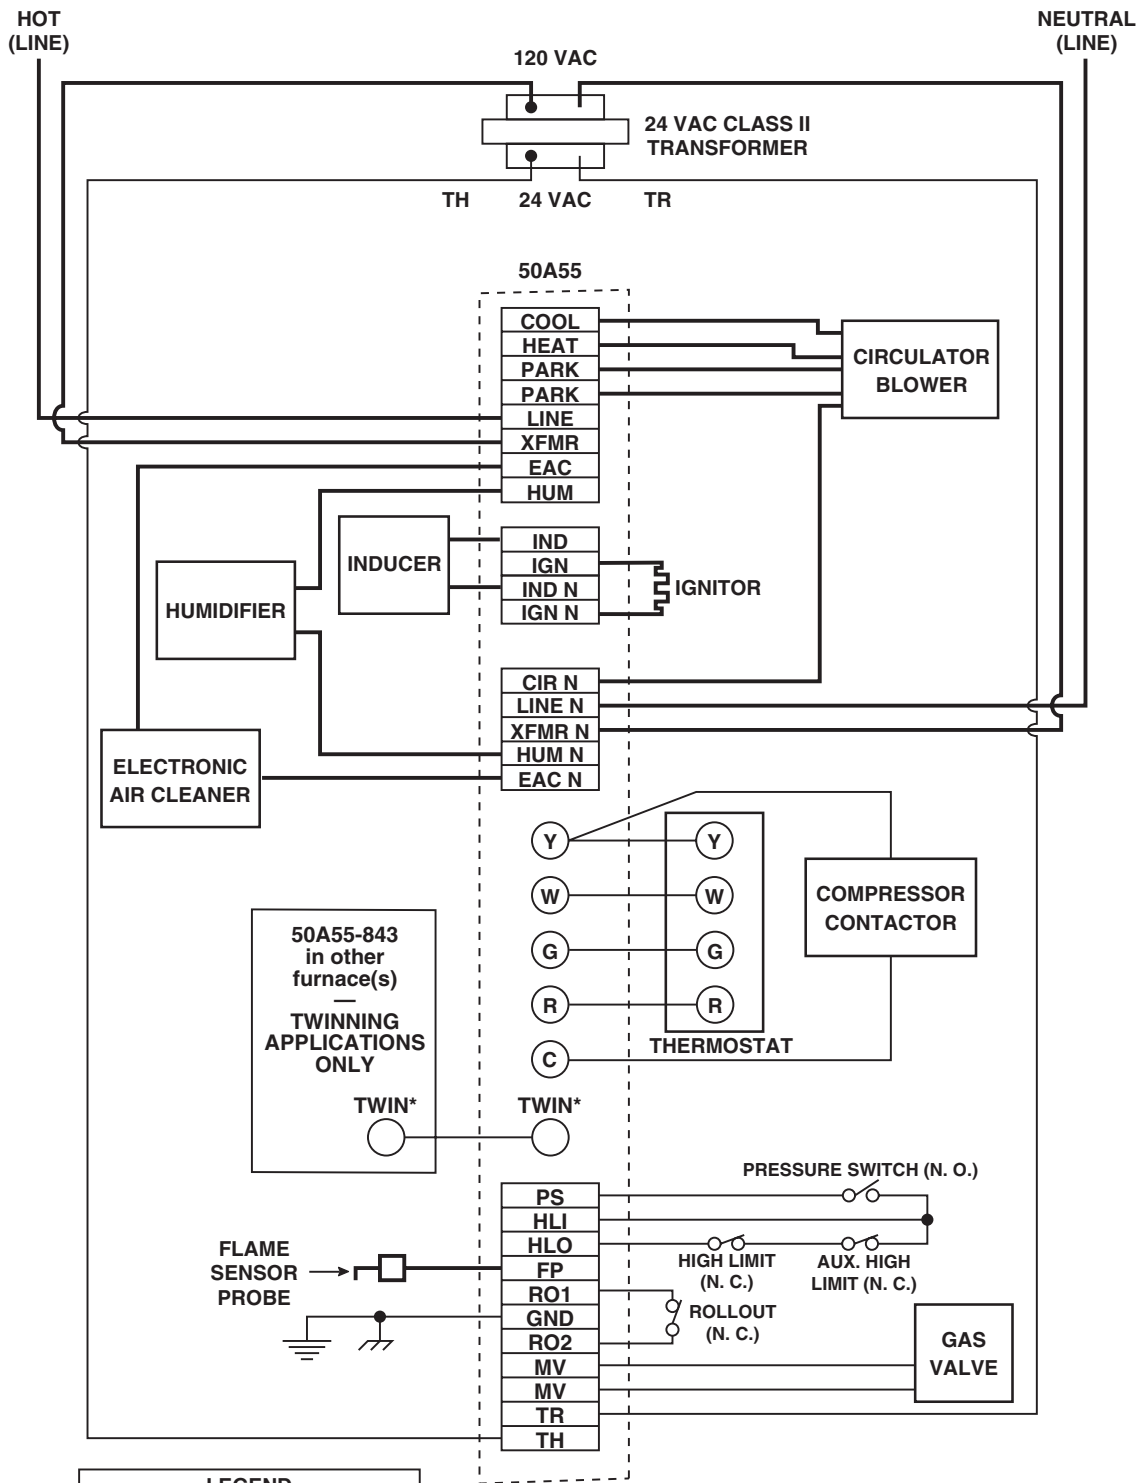 HOT
(LINE)
NEUTRAL
(LINE)
120 VAC
24 VAC CLASS II
TRANSFORMER
TH 24 VAC TR
50A55
COOL
HEAT
PARK
PARK
LINE
XFMR
EAC
HUM
CIRCULATOR
BLOWER
IND
IGN
IND N
IGN N
INDUCER
IGNITOR
HUMIDIFIER
CIR N
LINE N
XFMR N
HUM N
EAC N
ELECTRONIC
AIR CLEANER
Y Y
W W
G G
R R
C
THERMOSTAT
COMPRESSOR
CONTACTOR
50A55-843
in other
furnace(s)
—
TWINNING
APPLICATIONS
ONLY
TWIN* TWIN*
PS
HLI
HLO
FP
RO1
GND
RO2
MV
MV
TR
TH
PRESSURE SWITCH (N. O.)
HIGH LIMIT
(N. C.)
AUX. HIGH
LIMIT (N. C.)
ROLLOUT
(N. C.)
GAS
VALVE
FLAME
SENSOR
PROBE